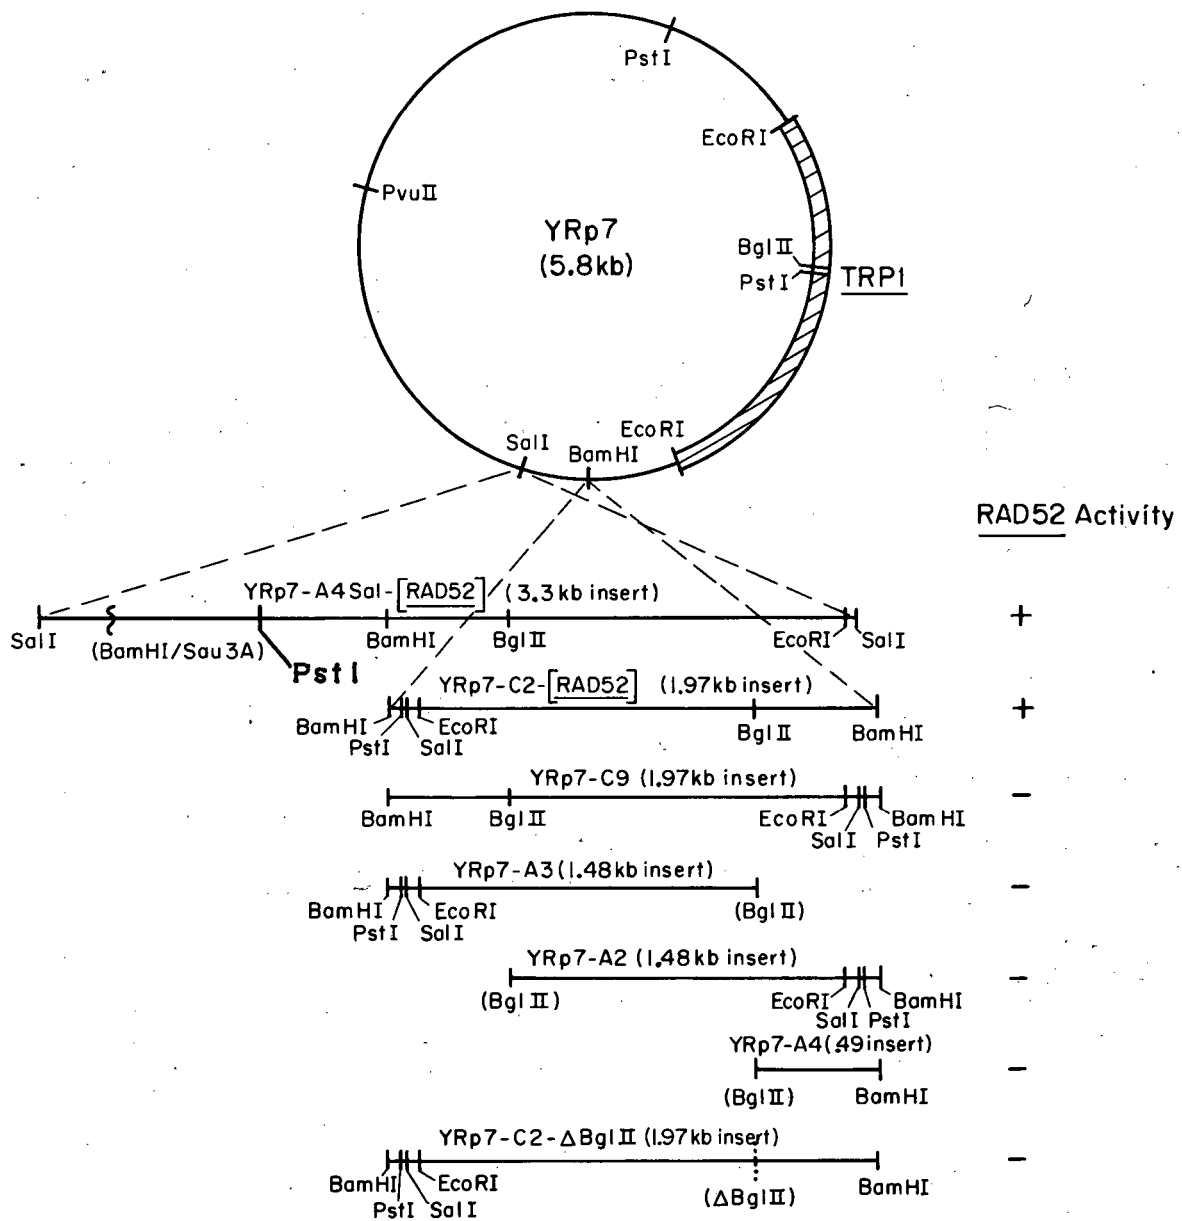 PstI
EcoRI
PvuII
YRp7
(5.8kb)
BglII
PstI
TRP1
EcoRI
SalI
BamHI
RAD52 Activity
YRp7-A4Sal-[RAD52] (3.3kb insert)
+
SalI
(BamHI/Sau3A)
BamHI
BglII
EcoRI
SalI
PstI
YRp7-C2-[RAD52] (1.97kb insert)
+
BamHI
EcoRI
BglII
BamHI
PstI
SalI
YRp7-C9 (1.97kb insert)
–
BamHI
BglII
EcoRI
BamHI
SalI
PstI
YRp7-A3(1.48kb insert)
–
BamHI
EcoRI
(BglII)
PstI
SalI
YRp7-A2 (1.48kb insert)
–
(BglII)
EcoRI
BamHI
SalI
PstI
YRp7-A4(.49insert)
–
(BglII)
BamHI
YRp7-C2-ΔBglII (1.97kb insert)
–
BamHI
EcoRI
(ΔBglII)
BamHI
PstI
SalI